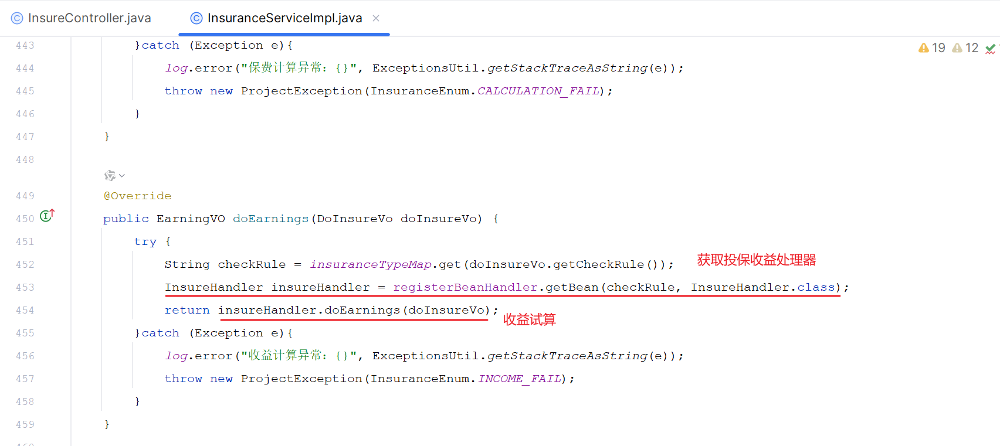 InsureController.java InsuranceServiceImpl.java
443 }catch (Exception e){ 19 12
444 log.error("保费计算异常: {}", ExceptionsUtil.getStackTraceAsString(e));
445 throw new ProjectException(InsuranceEnum.CALCULATION_FAIL);
446 }
447 }
448
449 @Override
450 public EarningVO doEarnings(DoInsureVo doInsureVo) {
451 try {
452 String checkRule = insuranceTypeMap.get(doInsureVo.getCheckRule()); 获取投保收益处理器
453 InsureHandler insureHandler = registerBeanHandler.getBean(checkRule, InsureHandler.class);
454 return insureHandler.doEarnings(doInsureVo); 收益试算
455 }catch (Exception e){
456 log.error("收益计算异常: {}", ExceptionsUtil.getStackTraceAsString(e));
457 throw new ProjectException(InsuranceEnum.INCOME_FAIL);
458 }
459 }